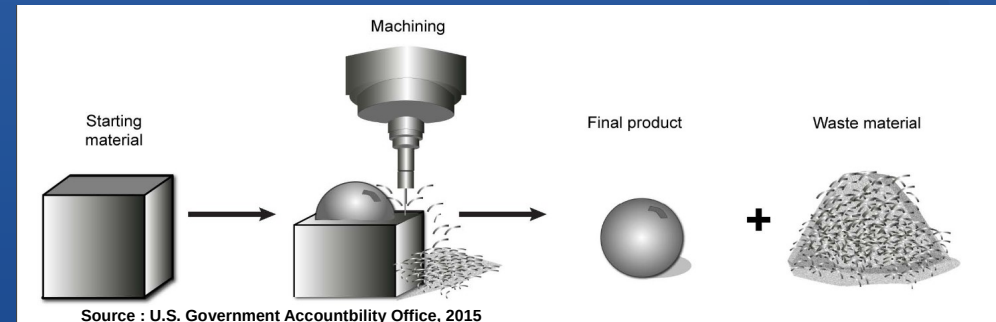 Machining
Starting
material
Final product
Waste material
+
Source : U.S. Government Accountbility Office, 2015